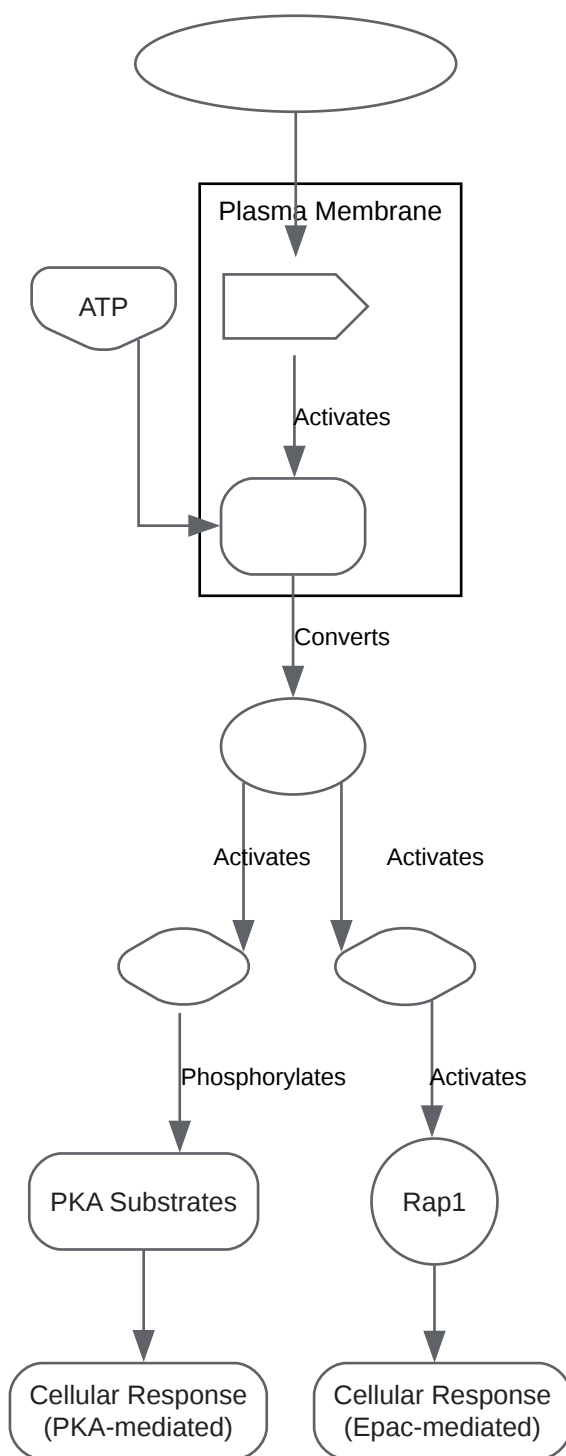 Plasma Membrane
ATP
Activates
Converts
Activates
Activates
Phosphorylates
Activates
PKA Substrates
Rap1
Cellular Response
(PKA-mediated)
Cellular Response
(Epac-mediated)